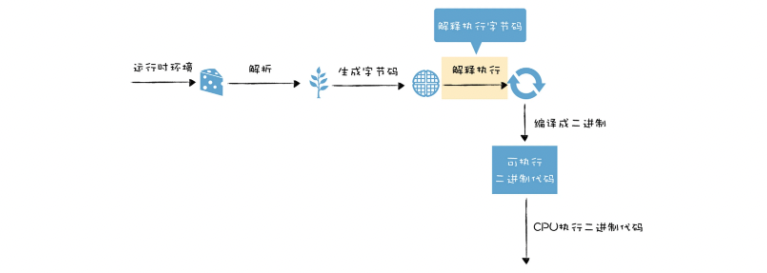 解释执行字节码
运行时环境
解析
生成字节码
解释执行
编译成二进制
可执行
二进制代码
CPU执行二进制代码